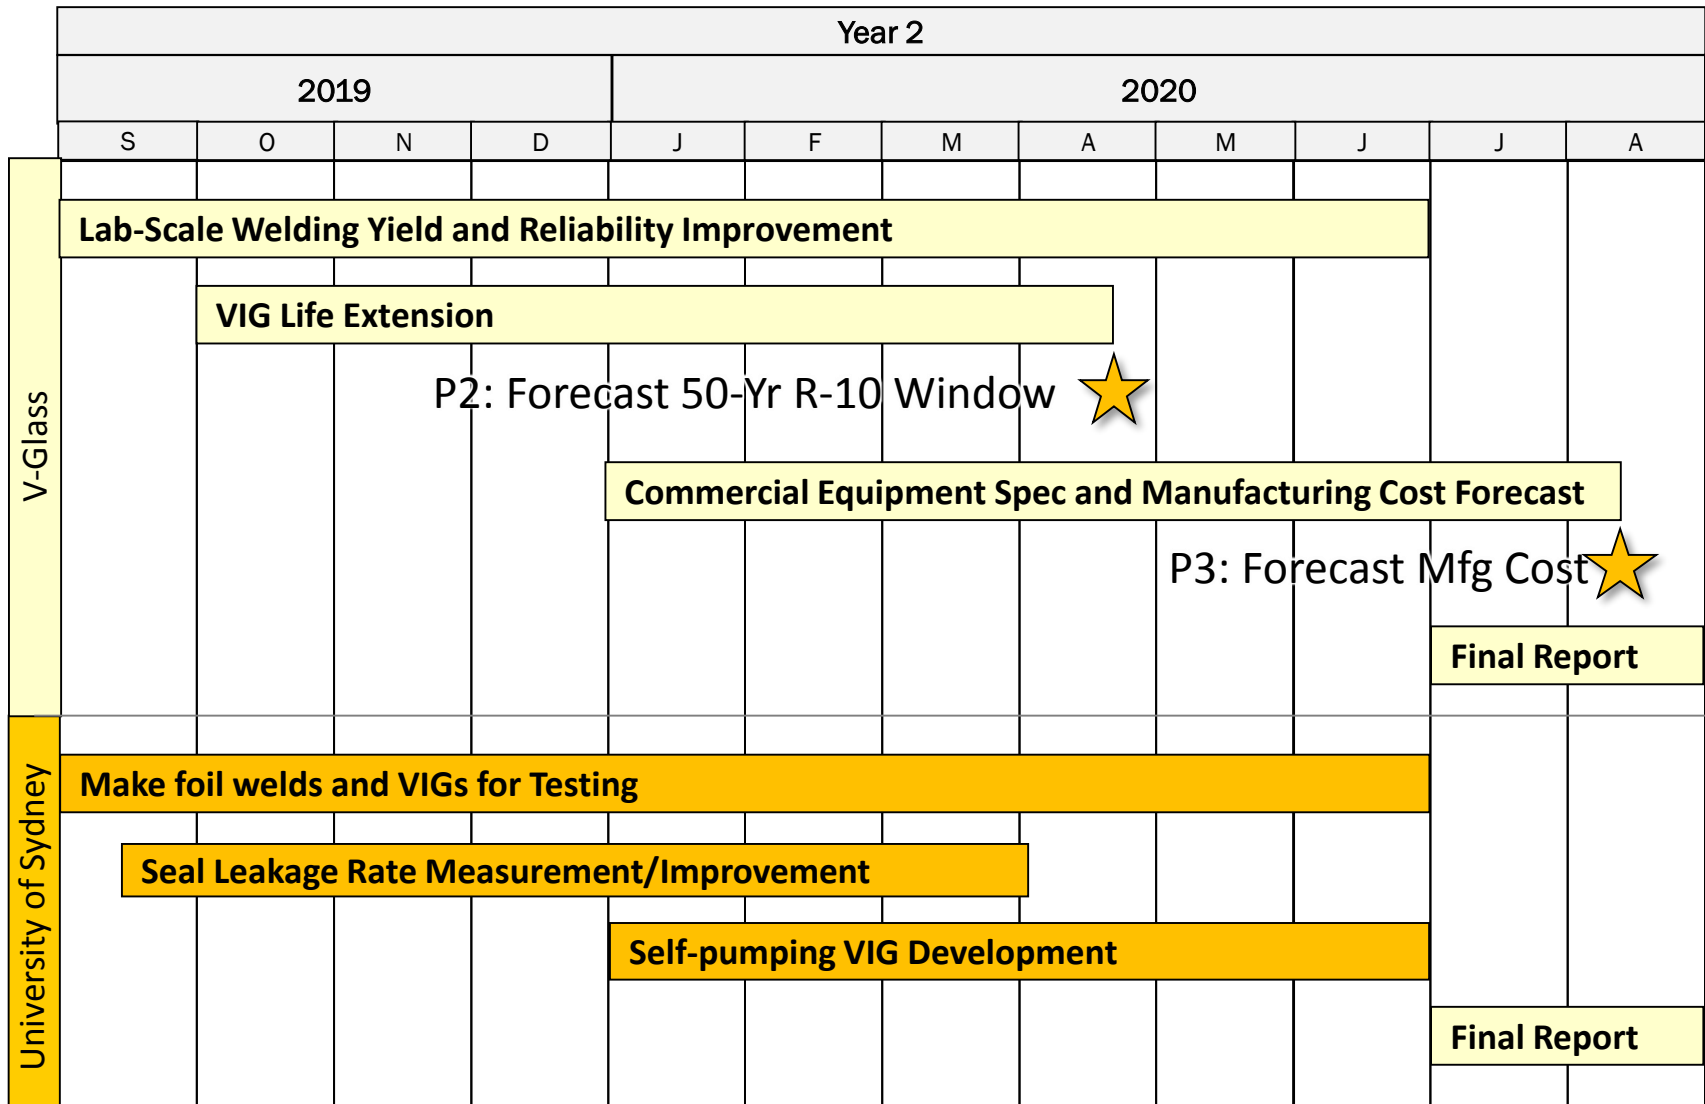 Year 2
2019 2020
S O N D J F M A M J J A
V-Glass
Lab-Scale Welding Yield and Reliability Improvement
VIG Life Extension
P2: Forecast 50-Yr R-10 Window
Commercial Equipment Spec and Manufacturing Cost Forecast
P3: Forecast Mfg Cost
Final Report
University of Sydney
Make foil welds and VIGs for Testing
Seal Leakage Rate Measurement/Improvement
Self-pumping VIG Development
Final Report